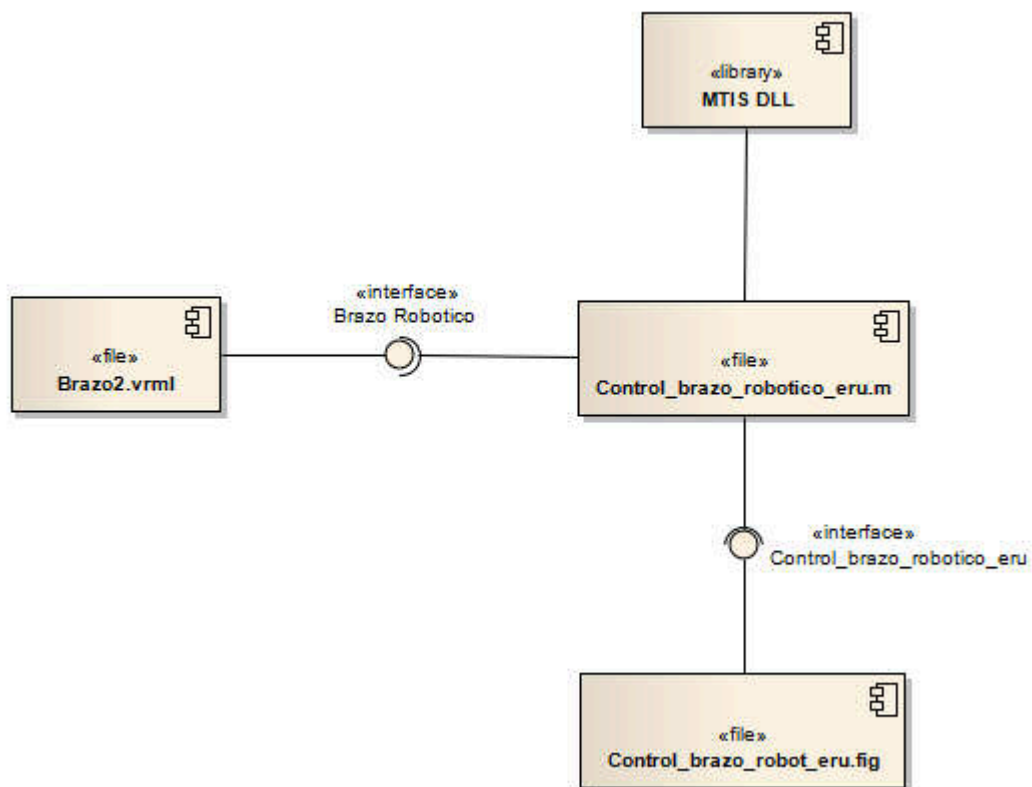 «library»
MTIS DLL
«interface»
Brazo Robotico
«file»
Brazo2.vrml
«file»
Control_brazo_robotico_eru.m
«interface»
Control_brazo_robotico_eru
«file»
Control_brazo_robot_eru.fig